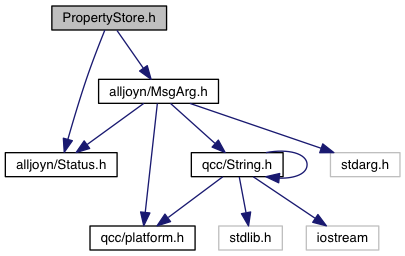 PropertyStore.h
alljoyn/MsgArg.h
alljoyn/Status.h
qcc/String.h
stdarg.h
qcc/platform.h
stdlib.h
iostream